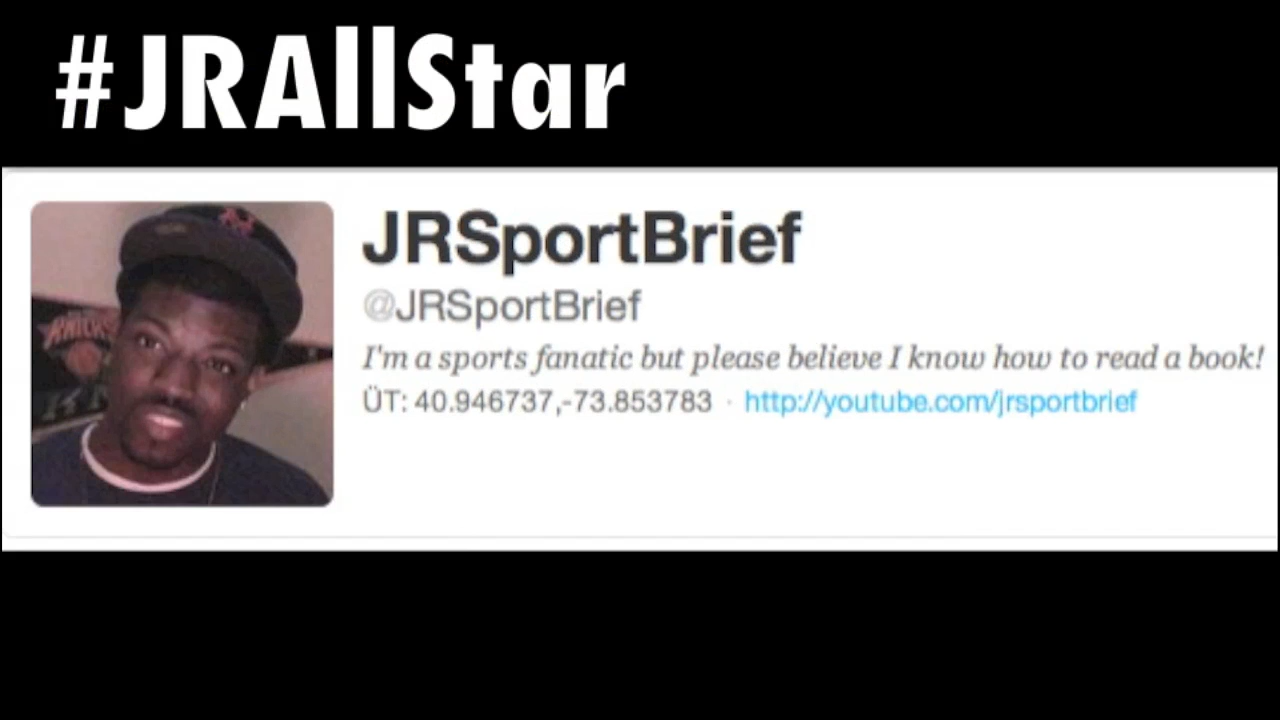 #JRAllStar
JRSportBrief
@JRSportBrief
I'm a sports fanatic but please believe I know how to read a book!
ÜT: 40.946737,-73.853783 · http://youtube.com/jrsportbrief
KNICKS